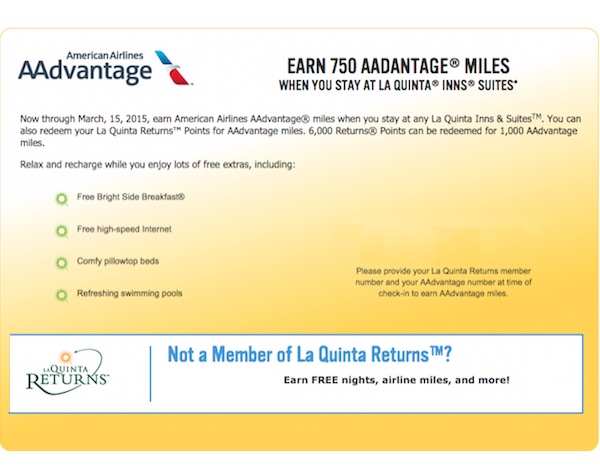 American Airlines
AAdvantage
EARN 750 AADANTAGE® MILES
WHEN YOU STAY AT LA QUINTA® INNS® SUITES*
Now through March, 15, 2015, earn American Airlines AAdvantage® miles when you stay at any La Quinta Inns & Suites™. You can
also redeem your La Quinta Returns™ Points for AAdvantage miles. 6,000 Returns® Points can be redeemed for 1,000 AAdvantage
miles.
Relax and recharge while you enjoy lots of free extras, including:
Free Bright Side Breakfast®
Free high-speed Internet
Comfy pillowtop beds
Refreshing swimming pools
Please provide your La Quinta Returns member
number and your AAdvantage number at time of
check-in to earn AAdvantage miles.
LA QUINTA
RETURNS™
Not a Member of La Quinta Returns™?
Earn FREE nights, airline miles, and more!